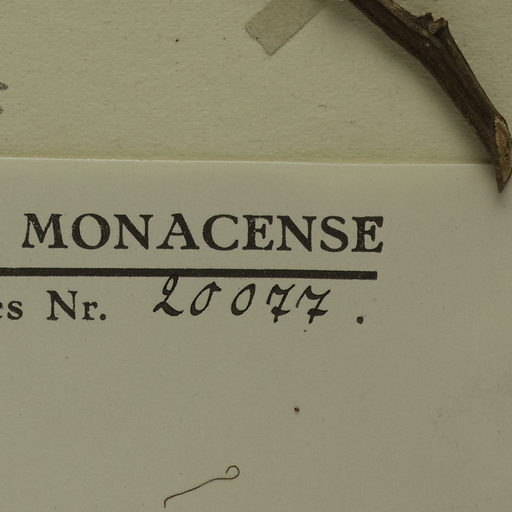 MONACENSE
es Nr. 20077.